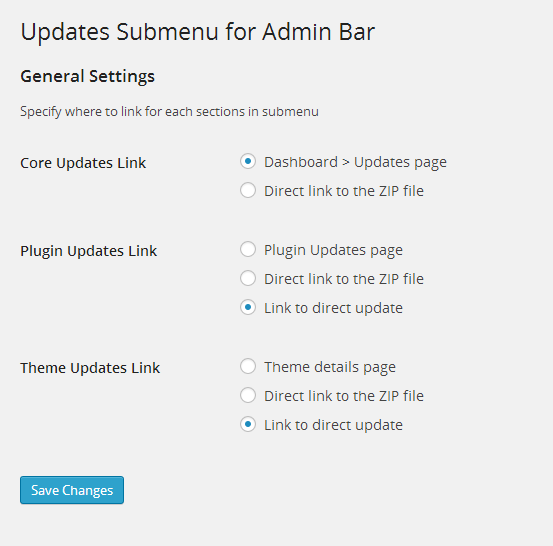 Updates Submenu for Admin Bar
General Settings
Specify where to link for each sections in submenu
Core Updates Link
Dashboard > Updates page
Direct link to the ZIP file
Plugin Updates Link
Plugin Updates page
Direct link to the ZIP file
Link to direct update
Theme Updates Link
Theme details page
Direct link to the ZIP file
Link to direct update
Save Changes